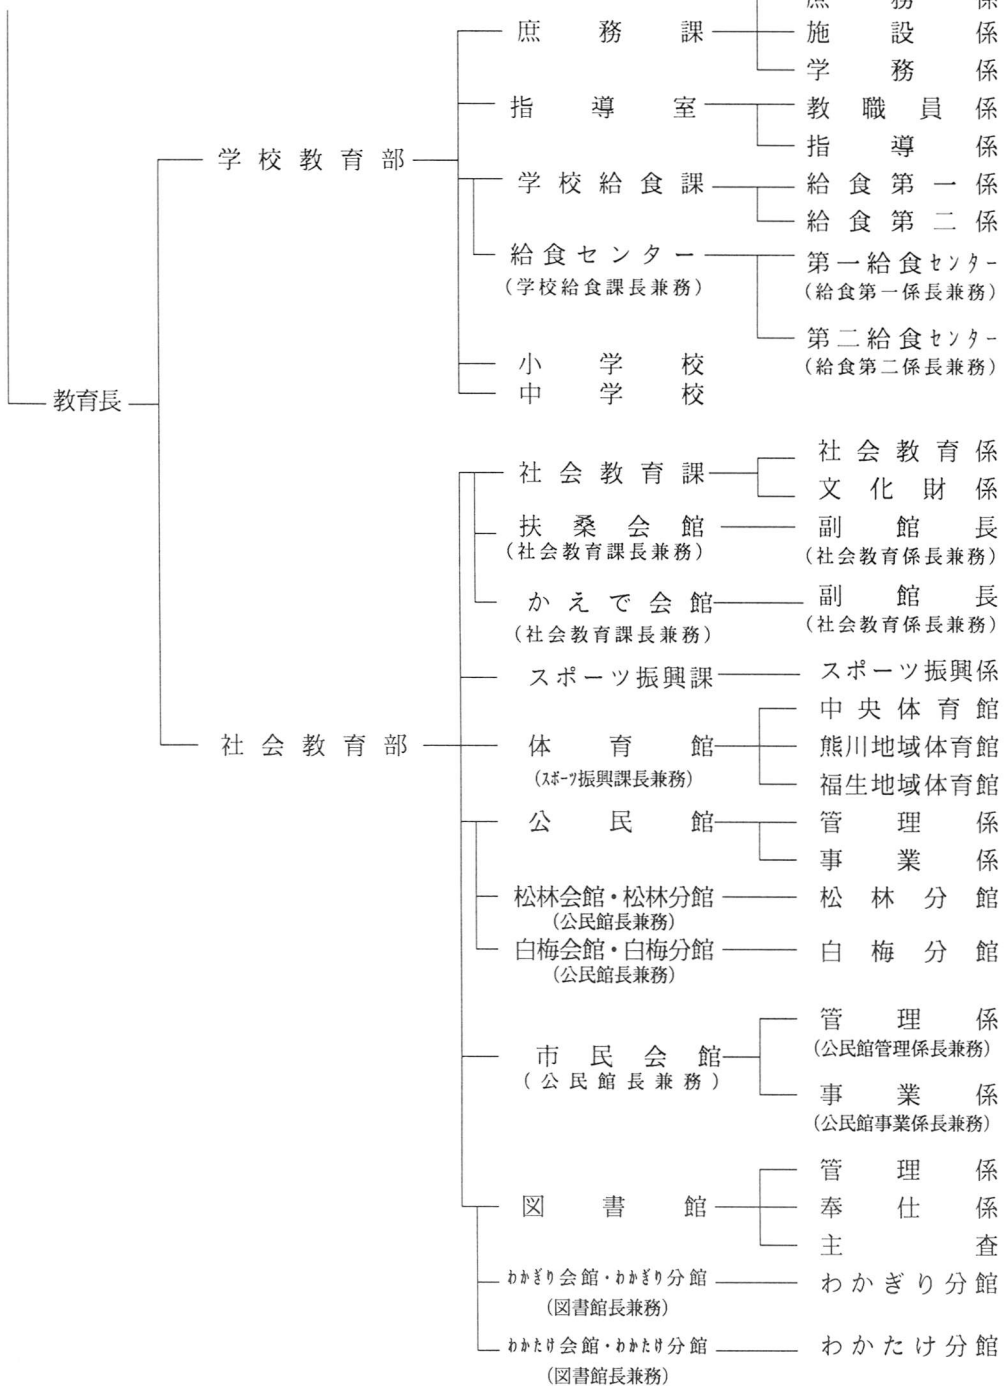 庶務係
庶務課
施設係
学務係
指導室
教職員係
指導係
学校教育部
学校給食課
給食第一係
給食第二係
給食センター
(学校給食課長兼務)
第一給食センター
(給食第一係長兼務)
第二給食センター
(給食第二係長兼務)
小学校
中学校
教育長
社会教育課
社会教育係
文化財係
扶桑会館
(社会教育課長兼務)
副館長
(社会教育係長兼務)
かえで会館
(社会教育課長兼務)
副館長
(社会教育係長兼務)
スポーツ振興課
スポーツ振興係
社会教育部
体育館
(スポーツ振興課長兼務)
中央体育館
熊川地域体育館
福生地域体育館
公民館
管理係
事業係
松林会館・松林分館
(公民館長兼務)
松林分館
白梅会館・白梅分館
(公民館長兼務)
白梅分館
市民会館
(公民館長兼務)
管理係
(公民館管理係長兼務)
事業係
(公民館事業係長兼務)
図書館
管理係
奉仕係
主査
わかぎり会館・わかぎり分館
(図書館長兼務)
わかぎり分館
わかたけ会館・わかたけ分館
(図書館長兼務)
わかたけ分館